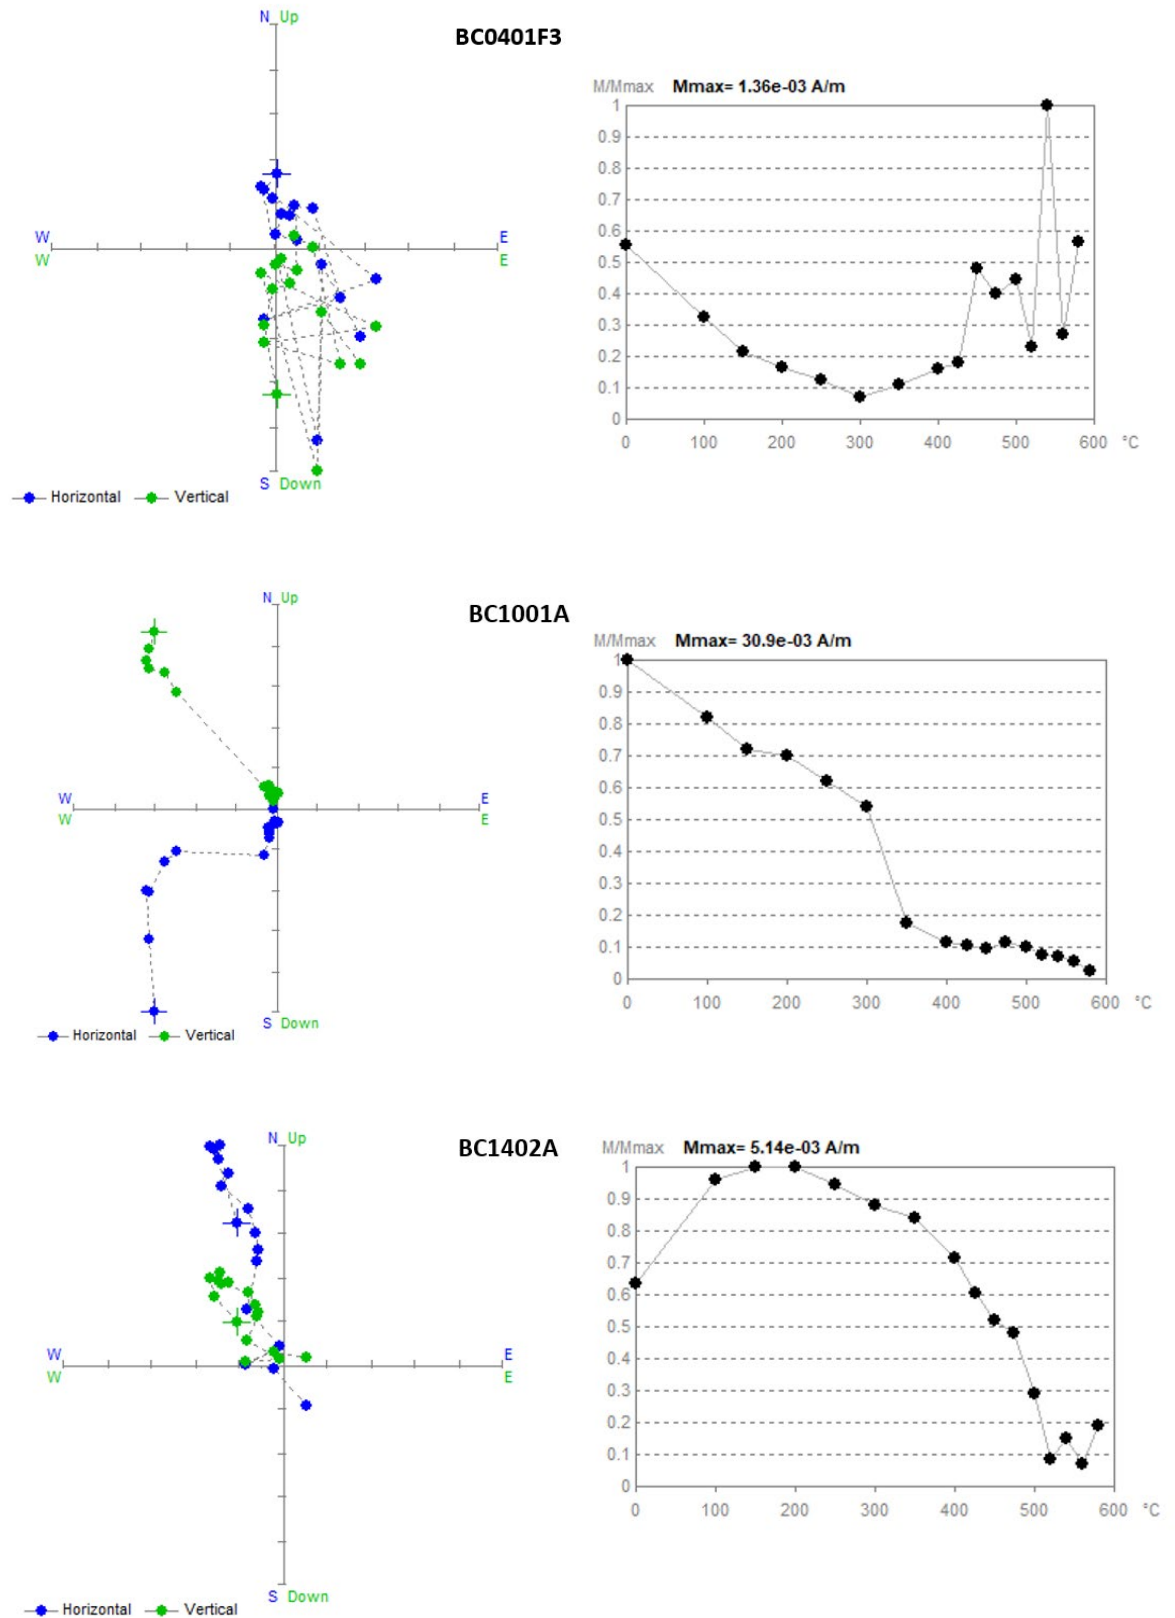 BC0401F3
N Up
W E
W E
S Down
Horizontal Vertical
M/Mmax Mmax= 1.36e-03 A/m
1
0.9
0.8
0.7
0.6
0.5
0.4
0.3
0.2
0.1
0
0 100 200 300 400 500 600 °C
BC1001A
N Up
W E
W E
S Down
Horizontal Vertical
M/Mmax Mmax= 30.9e-03 A/m
1
0.9
0.8
0.7
0.6
0.5
0.4
0.3
0.2
0.1
0
0 100 200 300 400 500 600 °C
BC1402A
N Up
W E
W E
S Down
Horizontal Vertical
M/Mmax Mmax= 5.14e-03 A/m
1
0.9
0.8
0.7
0.6
0.5
0.4
0.3
0.2
0.1
0
0 100 200 300 400 500 600 °C